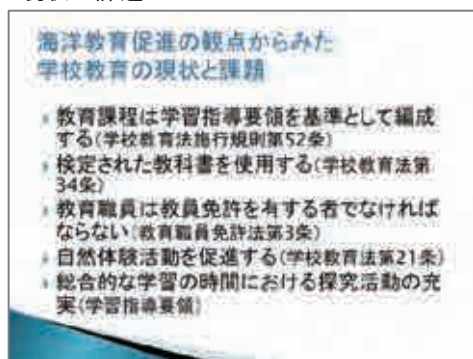 海洋教育促進の観点からみた
学校教育の現状と課題
教育課程は学習指導要領を基準として編成
する(学校教育法施行規則第52条)
検定された教科書を使用する(学校教育法第
34条)
教育職員は教員免許を有する者でなければ
ならない(教育職員免許法第3条)
自然体験活動を促進する(学校教育法第21条)
総合的な学習の時間における探究活動の充
実(学習指導要領)